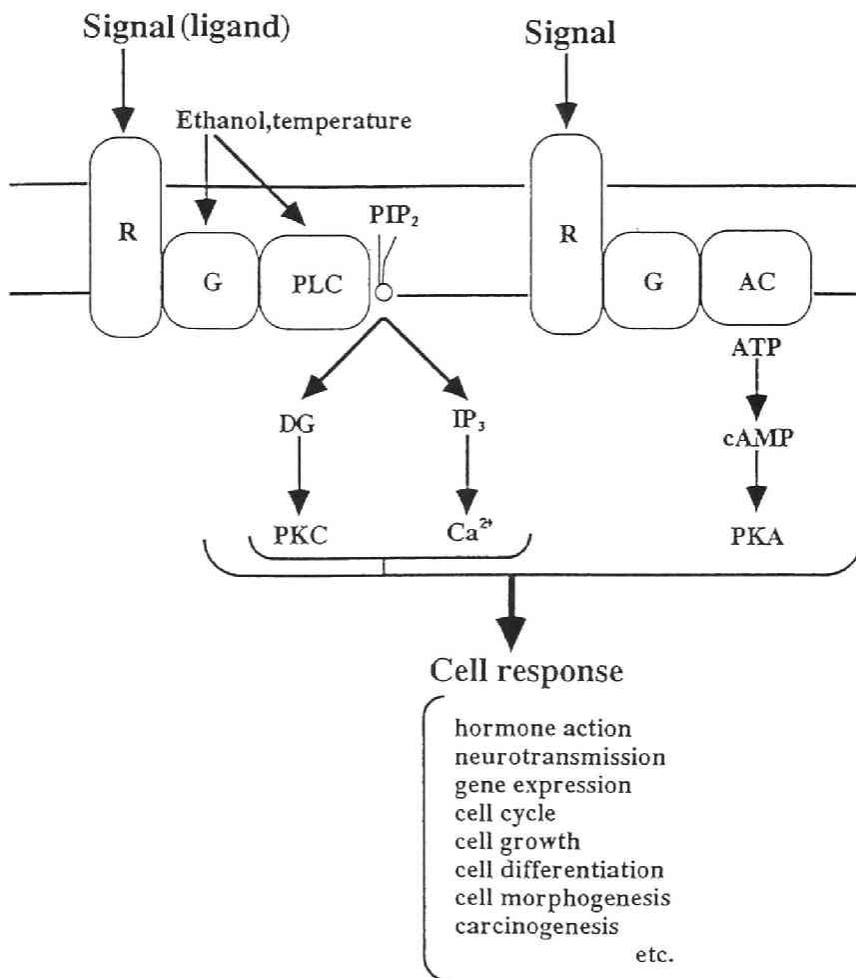 Signal (ligand)
Signal
Ethanol,temperature
R
G
PLC
PIP₂
R
G
AC
ATP
DG
IP₃
cAMP
PKC
Ca²⁺
PKA
Cell response
hormone action
neurotransmission
gene expression
cell cycle
cell growth
cell differentiation
cell morphogenesis
carcinogenesis
etc.